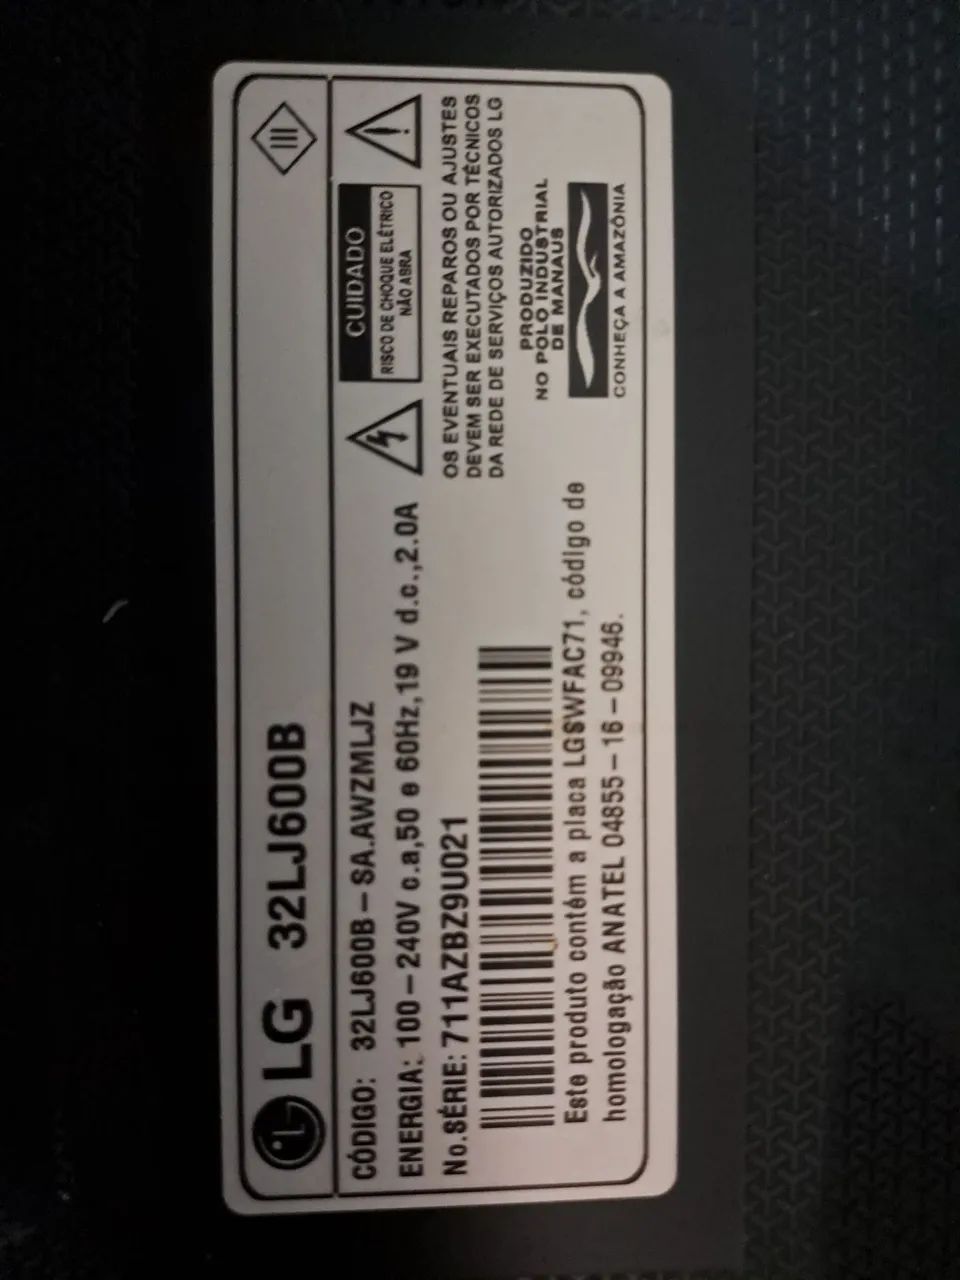 LG 32LJ600B
CÓDIGO: 32LJ600B-SA.AWZMLJZ
ENERGIA: 100-240V c.a,50 e 60Hz,19 V d.c.,2.0A
No.SÉRIE: 711AZBZ9U021
Este produto contém a placa LGSWFAC71, código de
homologação ANATEL 04855-16-09946.
CUIDADO
RISCO DE CHOQUE ELÉTRICO
NÃO ABRA
OS EVENTUAIS REPAROS OU AJUSTES
DEVEM SER EXECUTADOS POR TÉCNICOS
DA REDE DE SERVIÇOS AUTORIZADOS LG
PRODUZIDO
NO POLO INDUSTRIAL
DE MANAUS
CONHEÇA A AMAZÔNIA